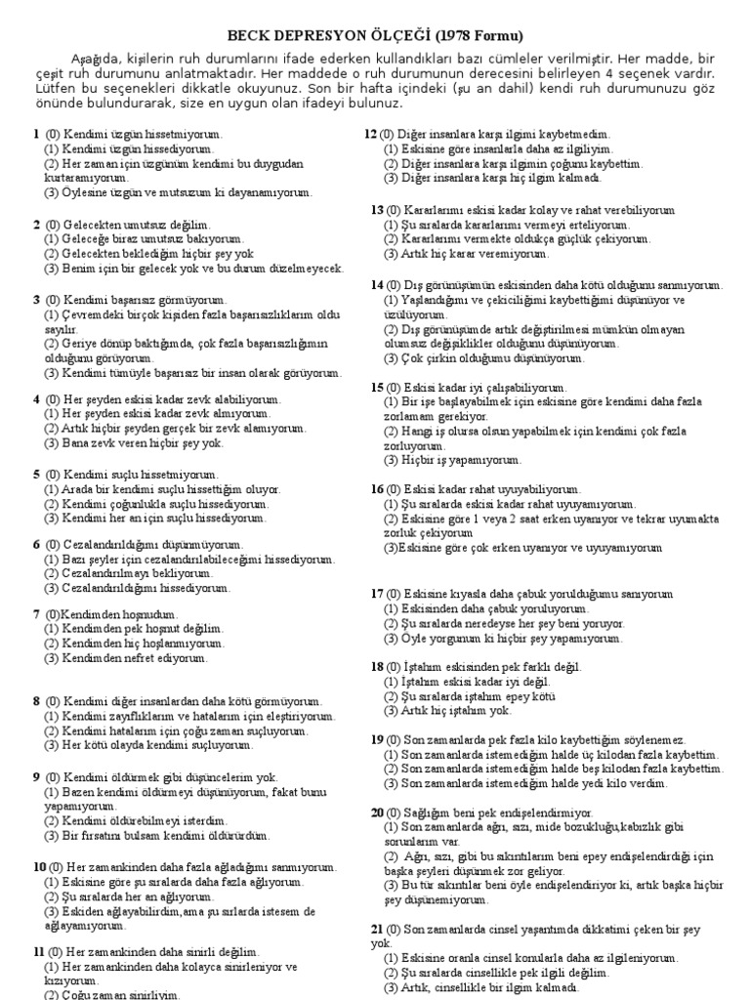 BECK DEPRESYON ÖLÇEĞİ (1978 Formu)
Aşağıda, kişilerin ruh durumlarını ifade ederken kullandıkları bazı cümleler verilmiştir. Her madde, bir
çeşit ruh durumunu anlatmaktadır. Her maddede o ruh durumunun derecesini belirleyen 4 seçenek vardır.
Lütfen bu seçenekleri dikkatle okuyunuz. Son bir hafta içindeki (şu an dahil) kendi ruh durumunuzu göz
önünde bulundurarak, size en uygun olan ifadeyi bulunuz.
1 (0) Kendimi üzgün hissetmiyorum.
(1) Kendimi üzgün hissediyorum.
(2) Her zaman için üzgünüm kendimi bu duygudan
kurtaramıyorum.
(3) Öylesine üzgün ve mutsuzum ki dayanamıyorum.
2 (0) Gelecekten umutsuz değilim.
(1) Geleceğe biraz umutsuz bakıyorum.
(2) Gelecekten beklediğim hiçbir şey yok
(3) Benim için bir gelecek yok ve bu durum düzelmeyecek.
3 (0) Kendimi başarısız görmüyorum.
(1) Çevremdeki birçok kişiden fazla başarısızlıklarım oldu
sayılır.
(2) Geriye dönüp baktığımda, çok fazla başarısızlığımın
olduğunu görüyorum.
(3) Kendimi tümüyle başarısız bir insan olarak görüyorum.
4 (0) Her şeyden eskisi kadar zevk alabiliyorum.
(1) Her şeyden eskisi kadar zevk almıyorum.
(2) Artık hiçbir şeyden gerçek bir zevk alamıyorum.
(3) Bana zevk veren hiçbir şey yok.
5 (0) Kendimi suçlu hissetmiyorum.
(1) Arada bir kendimi suçlu hissettiğim oluyor.
(2) Kendimi çoğunlukla suçlu hissediyorum.
(3) Kendimi her an için suçlu hissediyorum.
6 (0) Cezalandırıldığımı düşünmüyorum.
(1) Bazı şeyler için cezalandırılabileceğimi hissediyorum.
(2) Cezalandırılmayı bekliyorum.
(3) Cezalandırıldığımı hissediyorum.
7 (0)Kendimden hoşnudum.
(1) Kendimden pek hoşnut değilim.
(2) Kendimden hiç hoşlanmıyorum.
(3) Kendimden nefret ediyorum.
8 (0) Kendimi diğer insanlardan daha kötü görmüyorum.
(1) Kendimi zayıflıklarım ve hatalarım için eleştiriyorum.
(2) Kendimi hatalarım için çoğu zaman suçluyorum.
(3) Her kötü olayda kendimi suçluyorum.
9 (0) Kendimi öldürmek gibi düşüncelerim yok.
(1) Bazen kendimi öldürmeyi düşünüyorum, fakat bunu
yapamıyorum.
(2) Kendimi öldürebilmeyi isterdim.
(3) Bir fırsatını bulsam kendimi öldürürdüm.
10 (0) Her zamankinden daha fazla ağladığımı sanmıyorum.
(1) Eskisine göre şu sıralarda daha fazla ağlıyorum.
(2) Şu sıralarda her an ağlıyorum.
(3) Eskiden ağlayabilirdim,ama şu sırlarda istesem de
ağlayamıyorum.
11 (0) Her zamankinden daha sinirli değilim.
(1) Her zamankinden daha kolayca sinirleniyor ve
kızıyorum.
(2) Çoğu zaman sinirliyim.
12 (0) Diğer insanlara karşı ilgimi kaybetmedim.
(1) Eskisine göre insanlarla daha az ilgiliyim.
(2) Diğer insanlara karşı ilgimin çoğunu kaybettim.
(3) Diğer insanlara karşı hiç ilgim kalmadı.
13 (0) Kararlarımı eskisi kadar kolay ve rahat verebiliyorum
(1) Şu sıralarda kararlarımı vermeyi erteliyorum.
(2) Kararlarımı vermekte oldukça güçlük çekiyorum.
(3) Artık hiç karar veremiyorum.
14 (0) Dış görünüşümün eskisinden daha kötü olduğunu sanmıyorum.
(1) Yaşlandığımı ve çekiciliğimi kaybettiğimi düşünüyor ve
üzülüyorum.
(2) Dış görünüşümde artık değiştirilmesi mümkün olmayan
olumsuz değişiklikler olduğunu düşünüyorum.
(3) Çok çirkin olduğumu düşünüyorum.
15 (0) Eskisi kadar iyi çalışabiliyorum.
(1) Bir işe başlayabilmek için eskisine göre kendimi daha fazla
zorlamam gerekiyor.
(2) Hangi iş olursa olsun yapabilmek için kendimi çok fazla
zorluyorum.
(3) Hiçbir iş yapamıyorum.
16 (0) Eskisi kadar rahat uyuyabiliyorum.
(1) Şu sıralarda eskisi kadar rahat uyuyamıyorum.
(2) Eskisine göre 1 veya 2 saat erken uyanıyor ve tekrar uyumakta
zorluk çekiyorum
(3)Eskisine göre çok erken uyanıyor ve uyuyamıyorum
17 (0) Eskisine kıyasla daha çabuk yorulduğumu sanıyorum
(1) Eskisinden daha çabuk yoruluyorum.
(2) Şu sıralarda neredeyse her şey beni yoruyor.
(3) Öyle yorgunum ki hiçbir şey yapamıyorum.
18 (0) İştahım eskisinden pek farklı değil.
(1) İştahım eskisi kadar iyi değil.
(2) Şu sıralarda iştahım epey kötü
(3) Artık hiç iştahım yok.
19 (0) Son zamanlarda pek fazla kilo kaybettiğim söylenemez.
(1) Son zamanlarda istemediğim halde üç kilodan fazla kaybettim.
(2) Son zamanlarda istemediğim halde beş kilodan fazla kaybettim.
(3) Son zamanlarda istemediğim halde yedi kilo verdim.
20 (0) Sağlığım beni pek endişelendirmiyor.
(1) Son zamanlarda ağrı, sızı, mide bozukluğu,kabızlık gibi
sorunlarım var.
(2) Ağrı, sızı, gibi bu sıkıntılarım beni epey endişelendirdiği için
başka şeyleri düşünmek zor geliyor.
(3) Bu tür sıkıntılar beni öyle endişelendiriyor ki, artık başka hiçbir
şey düşünemiyorum.
21 (0) Son zamanlarda cinsel yaşantımda dikkatimi çeken bir şey
yok.
(1) Eskisine oranla cinsel konularla daha az ilgileniyorum.
(2) Şu sıralarda cinsellikle pek ilgili değilim.
(3) Artık, cinsellikle bir ilgim kalmadı.